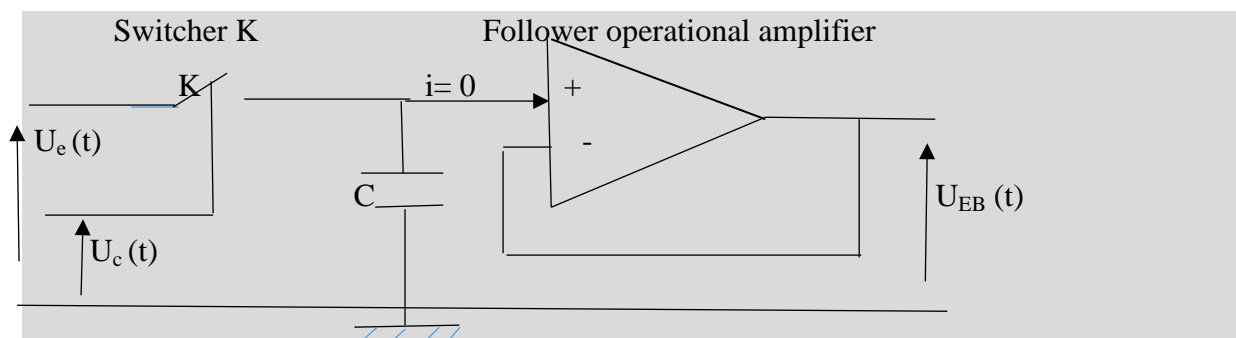 Switcher K Follower operational amplifier
K i= 0 +
Ue (t)
-
C
UEB (t)
Uc (t)